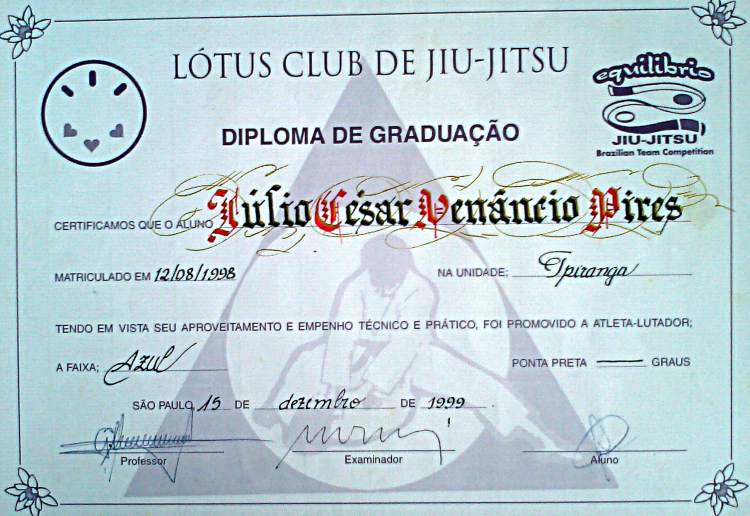 LÓTUS CLUB DE JIU-JITSU
equilibrio
JIU-JITSU
Brazilian Team Competition
DIPLOMA DE GRADUAÇÃO
CERTIFICAMOS QUE O ALUNO Júlio César Venâncio Pires
MATRICULADO EM 12/08/1998 NA UNIDADE: Ipiranga
TENDO EM VISTA SEU APROVEITAMENTO E EMPENHO TÉCNICO E PRÁTICO, FOI PROMOVIDO A ATLETA-LUTADOR;
A FAIXA; Azul PONTA PRETA GRAUS
SÃO PAULO, 15 DE dezembro DE 1999
Professor Examinador Aluno